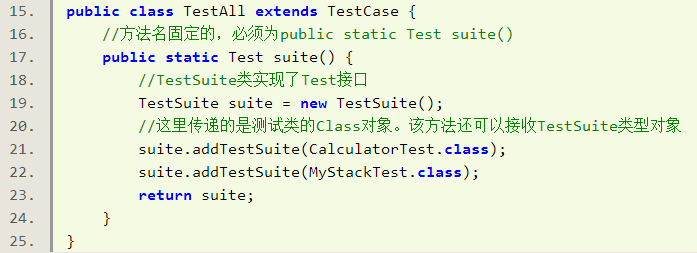 15. public class TestAll extends TestCase {
16. //方法名固定的，必须为public static Test suite()
17. public static Test suite() {
18. //TestSuite类实现了Test接口
19. TestSuite suite = new TestSuite();
20. //这里传递的是测试类的Class对象。该方法还可以接收TestSuite类型对象
21. suite.addTestSuite(CalculatorTest.class);
22. suite.addTestSuite(MyStackTest.class);
23. return suite;
24. }
25. }